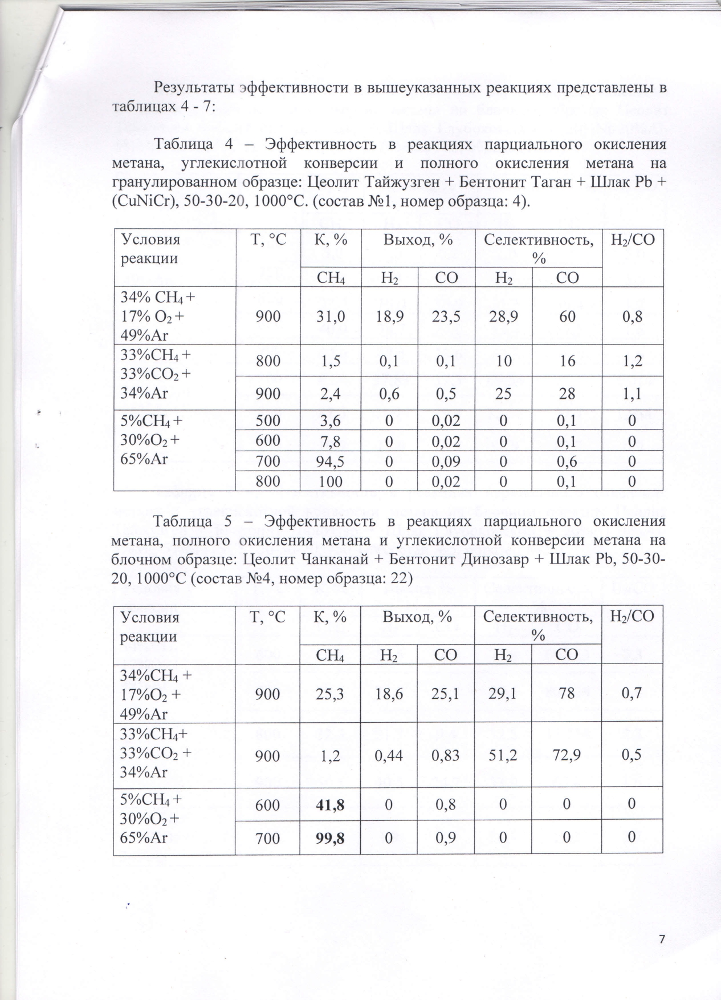 Результаты эффективности в вышеуказанных реакциях представлены в
таблицах 4 - 7:
Таблица 4 – Эффективность в реакциях парциального окисления
метана, углекислотной конверсии и полного окисления метана на
гранулированном образце: Цеолит Тайжузген + Бентонит Таган + Шлак Pb +
(CuNiCr), 50-30-20, 1000°C. (состав №1, номер образца: 4).
Условия реакции T, °C К, % Выход, % Селективность, % H₂/CO
CH₄ H₂ CO H₂ CO
34% CH₄ +
17% O₂ + 900 31,0 18,9 23,5 28,9 60 0,8
49%Ar
33%CH₄ + 800 1,5 0,1 0,1 10 16 1,2
33%CO₂ +
34%Ar 900 2,4 0,6 0,5 25 28 1,1
5%CH₄ + 500 3,6 0 0,02 0 0,1 0
30%O₂ + 600 7,8 0 0,02 0 0,1 0
65%Ar 700 94,5 0 0,09 0 0,6 0
800 100 0 0,02 0 0,1 0
Таблица 5 – Эффективность в реакциях парциального окисления
метана, полного окисления метана и углекислотной конверсии метана на
блочном образце: Цеолит Чанканай + Бентонит Динозавр + Шлак Pb, 50-30-
20, 1000°C (состав №4, номер образца: 22)
Условия реакции T, °C К, % Выход, % Селективность, % H₂/CO
CH₄ H₂ CO H₂ CO
34%CH₄ +
17%O₂ + 900 25,3 18,6 25,1 29,1 78 0,7
49%Ar
33%CH₄+
33%CO₂ + 900 1,2 0,44 0,83 51,2 72,9 0,5
34%Ar
5%CH₄ + 600 41,8 0 0,8 0 0 0
30%O₂ +
65%Ar 700 99,8 0 0,9 0 0 0
7